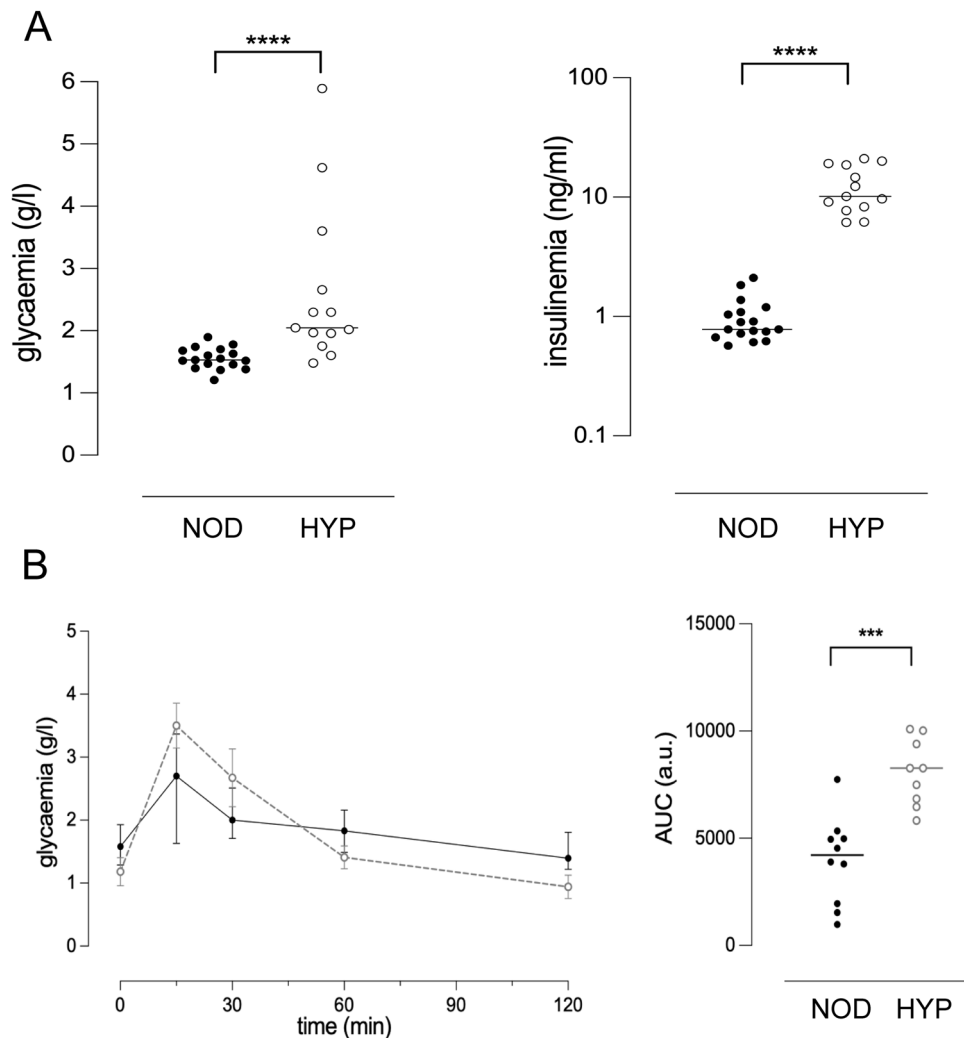 A
****
6
5
4
3
2
1
0
glycaemia (g/l)
NOD HYP
****
100
10
1
0.1
insulinemia (ng/ml)
NOD HYP
B
5
4
3
2
1
0
glycaemia (g/l)
0 30 60 90 120
time (min)
15000
10000
5000
0
AUC (a.u.)
***
NOD HYP